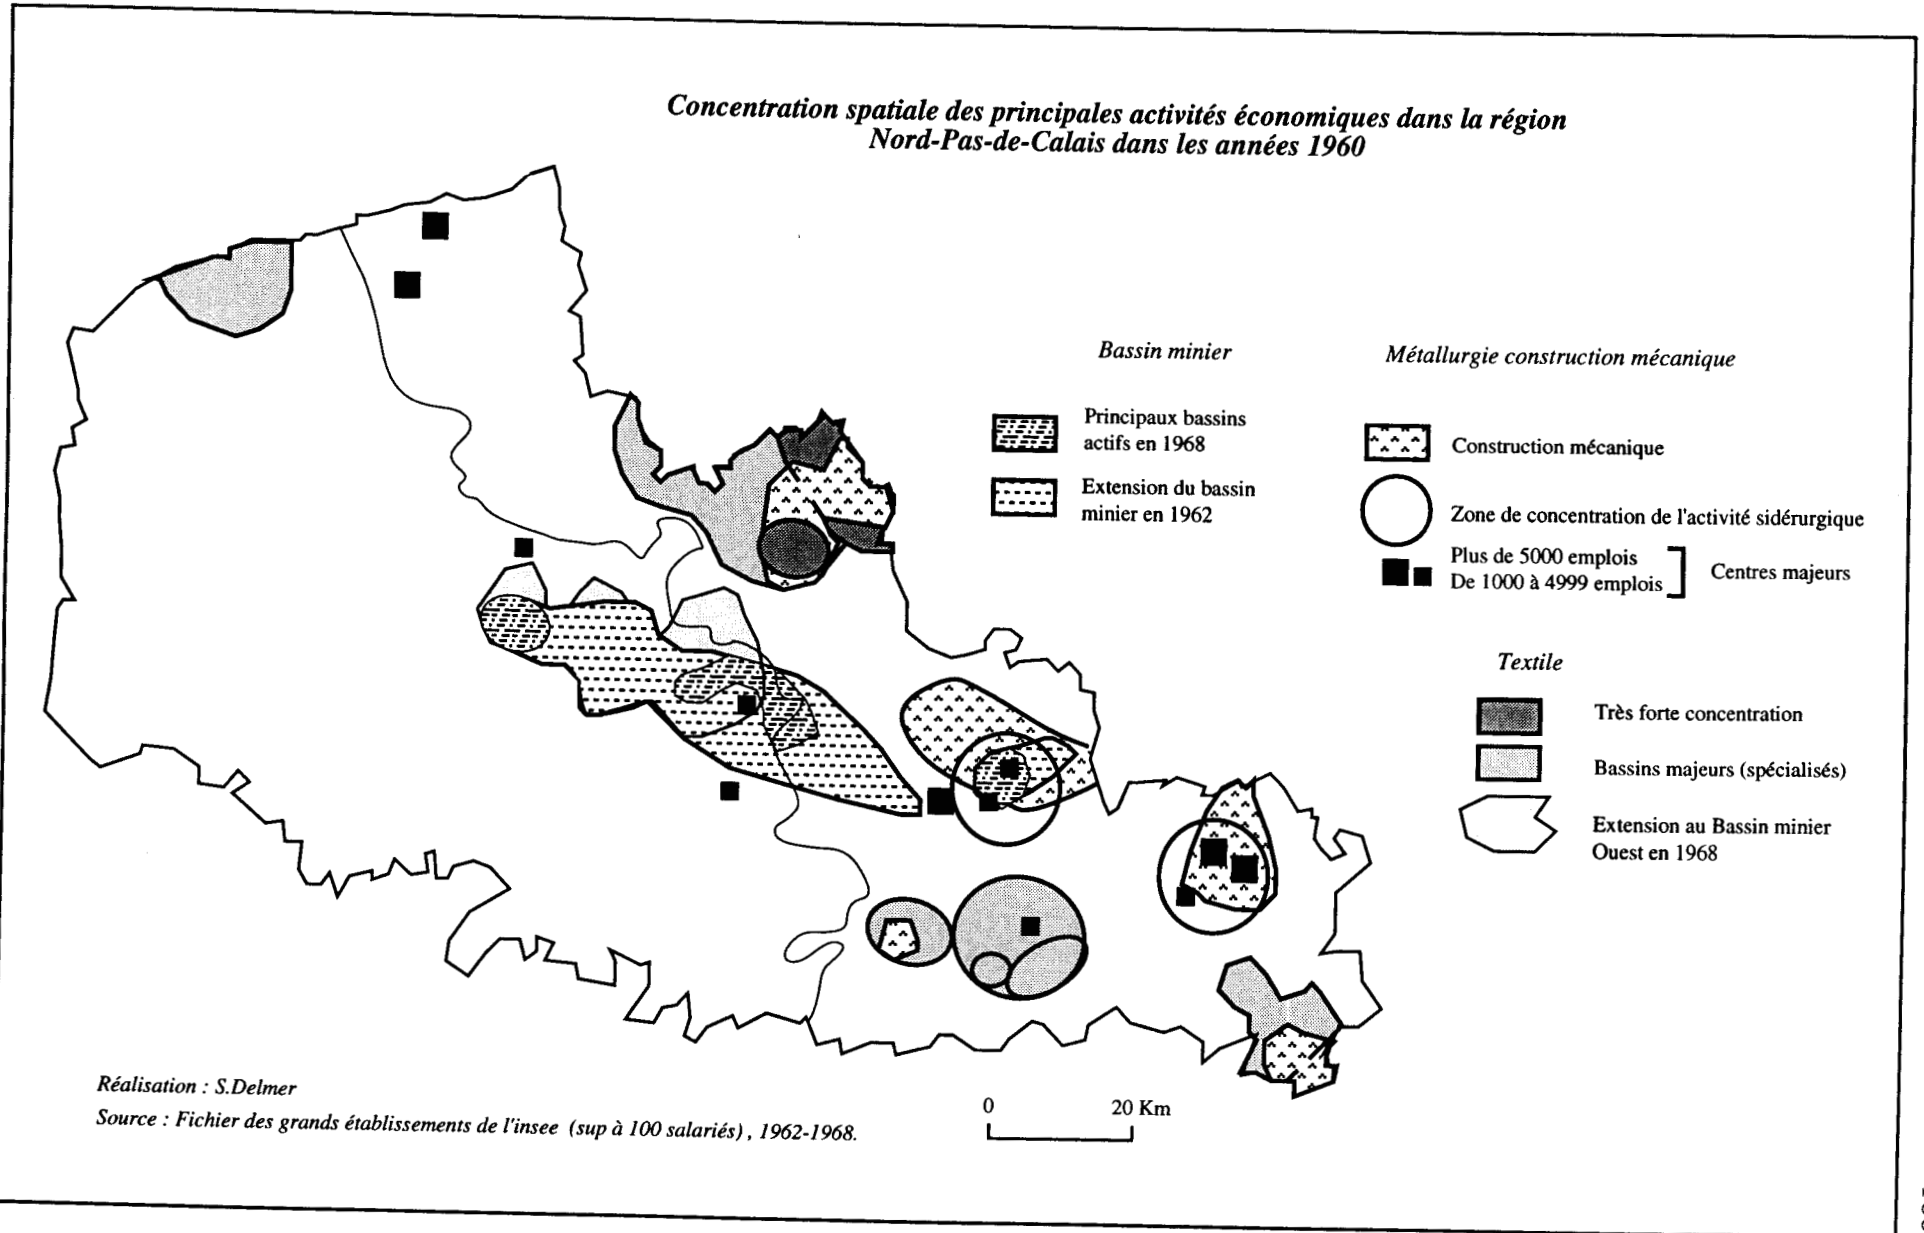 Concentration spatiale des principales activités économiques dans la région
Nord-Pas-de-Calais dans les années 1960
Bassin minier
Principaux bassins
actifs en 1968
Extension du bassin
minier en 1962
Métallurgie construction mécanique
Construction mécanique
Zone de concentration de l'activité sidérurgique
Plus de 5000 emplois
De 1000 à 4999 emplois
Centres majeurs
Textile
Très forte concentration
Bassins majeurs (spécialisés)
Extension au Bassin minier
Ouest en 1968
Réalisation : S.Delmer
Source : Fichier des grands établissements de l'insee (sup à 100 salariés) , 1962-1968.
0 20 Km